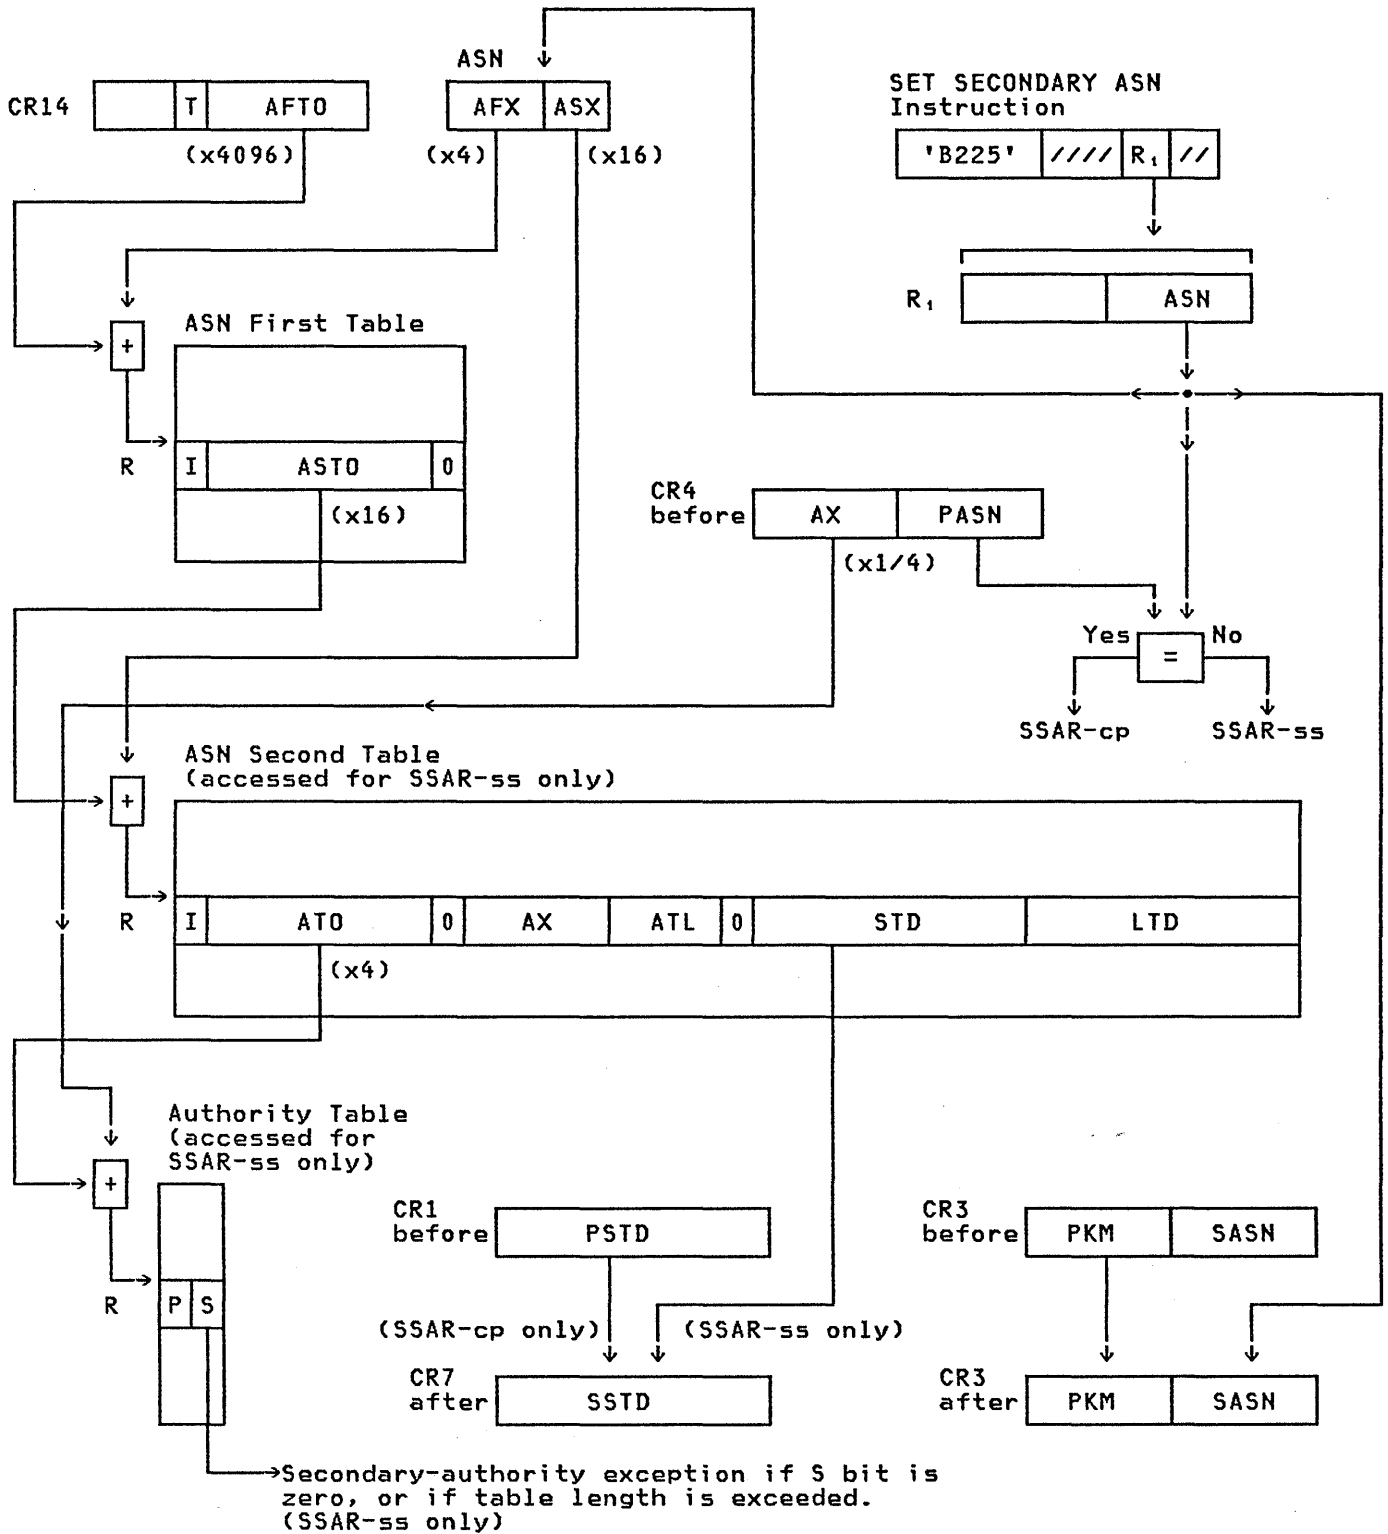 ASN
SET SECONDARY ASN
Instruction
CR14
T
AFTO
AFX
ASX
(x4096)
(x4)
(x16)
'B225'
////
R₁
//
R₁
ASN
ASN First Table
+
R
I
ASTO
0
(x16)
CR4
before
AX
PASN
(x1/4)
Yes
=
No
SSAR-cp
SSAR-ss
ASN Second Table
(accessed for SSAR-ss only)
+
R
I
ATO
0
AX
ATL
0
STD
LTD
(x4)
Authority Table
(accessed for
SSAR-ss only)
+
R
P
S
CR1
before
PSTD
CR3
before
PKM
SASN
(SSAR-cp only)
(SSAR-ss only)
CR7
after
SSTD
CR3
after
PKM
SASN
Secondary-authority exception if S bit is
zero, or if table length is exceeded.
(SSAR-ss only)